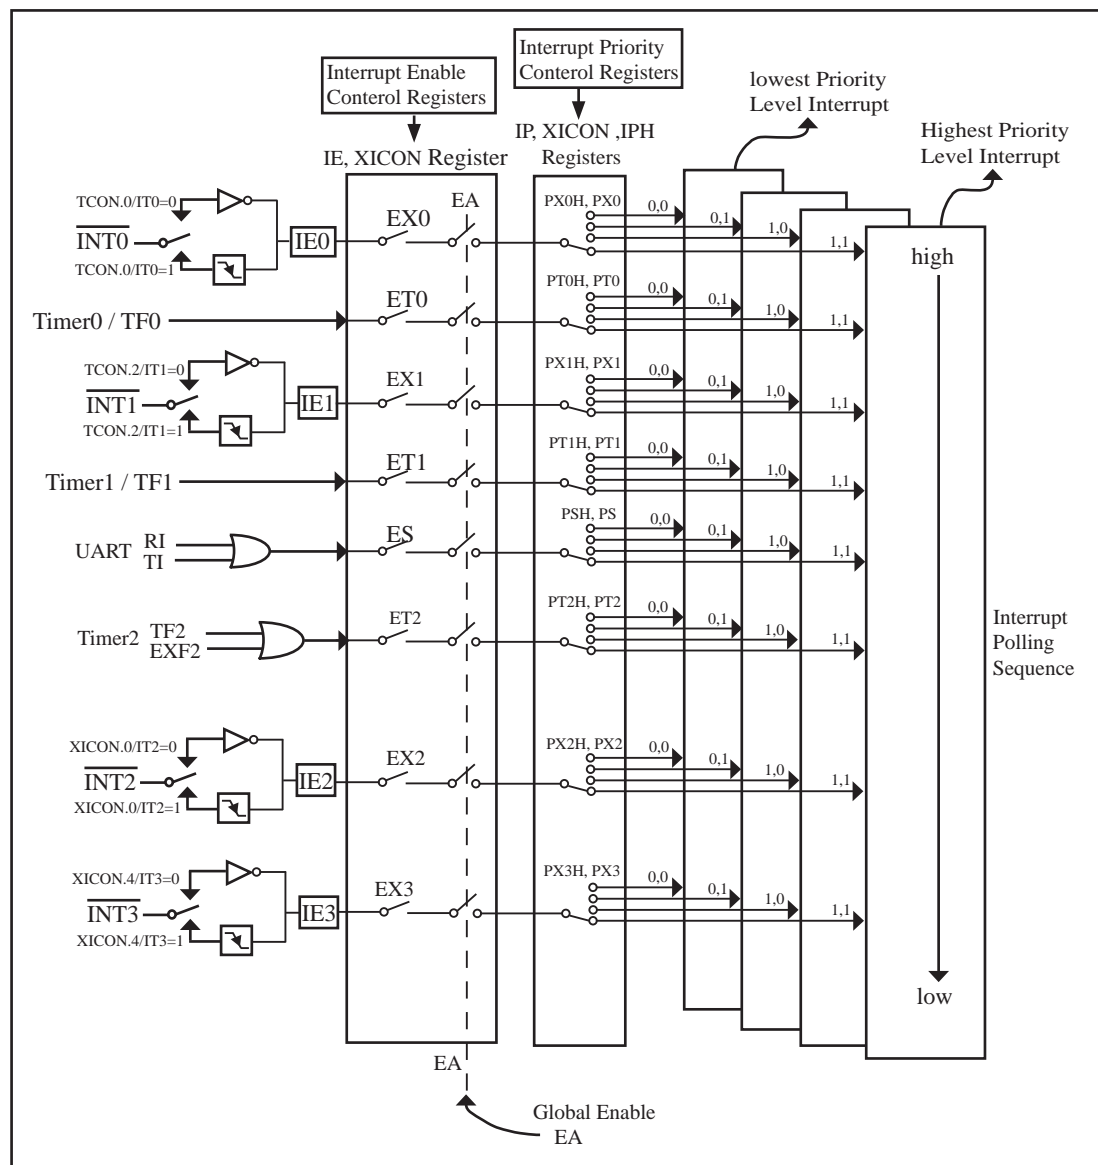 Interrupt Priority
Conterol Registers
Interrupt Enable
Conterol Registers
lowest Priority
Level Interrupt
Highest Priority
Level Interrupt
IP, XICON ,IPH
Registers
IE, XICON Register
TCON.0/IT0=0
INT0
TCON.0/IT0=1
IE0
EX0
EA
PX0H, PX0
0,0
0,1
1,0
1,1
high
Timer0 / TF0
ET0
PT0H, PT0
0,0
0,1
1,0
1,1
TCON.2/IT1=0
INT1
TCON.2/IT1=1
IE1
EX1
PX1H, PX1
0,0
0,1
1,0
1,1
Timer1 / TF1
ET1
PT1H, PT1
0,0
0,1
1,0
1,1
UART
RI
TI
ES
PSH, PS
0,0
0,1
1,0
1,1
Timer2
TF2
EXF2
ET2
PT2H, PT2
0,0
0,1
1,0
1,1
Interrupt
Polling
Sequence
XICON.0/IT2=0
INT2
XICON.0/IT2=1
IE2
EX2
PX2H, PX2
0,0
0,1
1,0
1,1
XICON.4/IT3=0
INT3
XICON.4/IT3=1
IE3
EX3
PX3H, PX3
0,0
0,1
1,0
1,1
low
EA
Global Enable
EA